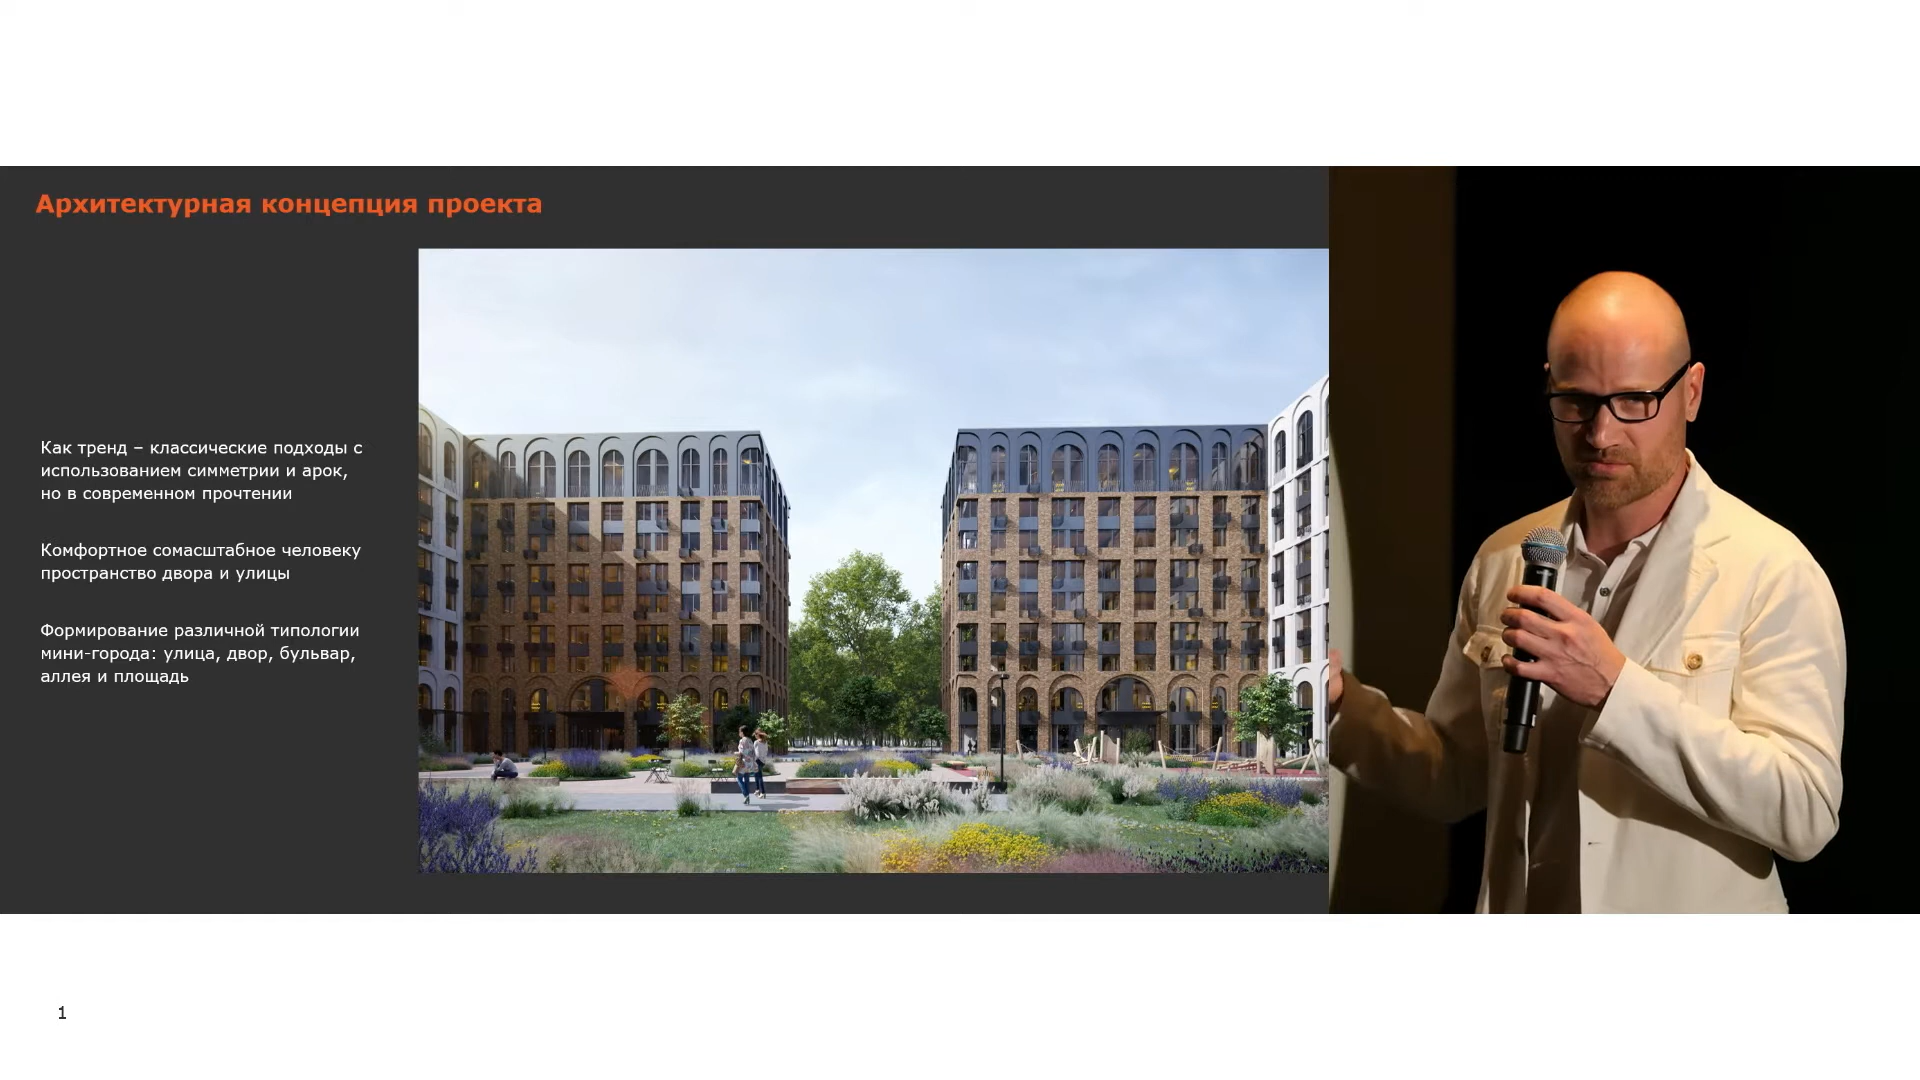 Архитектурная концепция проекта
Как тренд – классические подходы с
использованием симметрии и арок,
но в современном прочтении
Комфортное сомасштабное человеку
пространство двора и улицы
Формирование различной типологии
мини-города: улица, двор, бульвар,
аллея и площадь
1